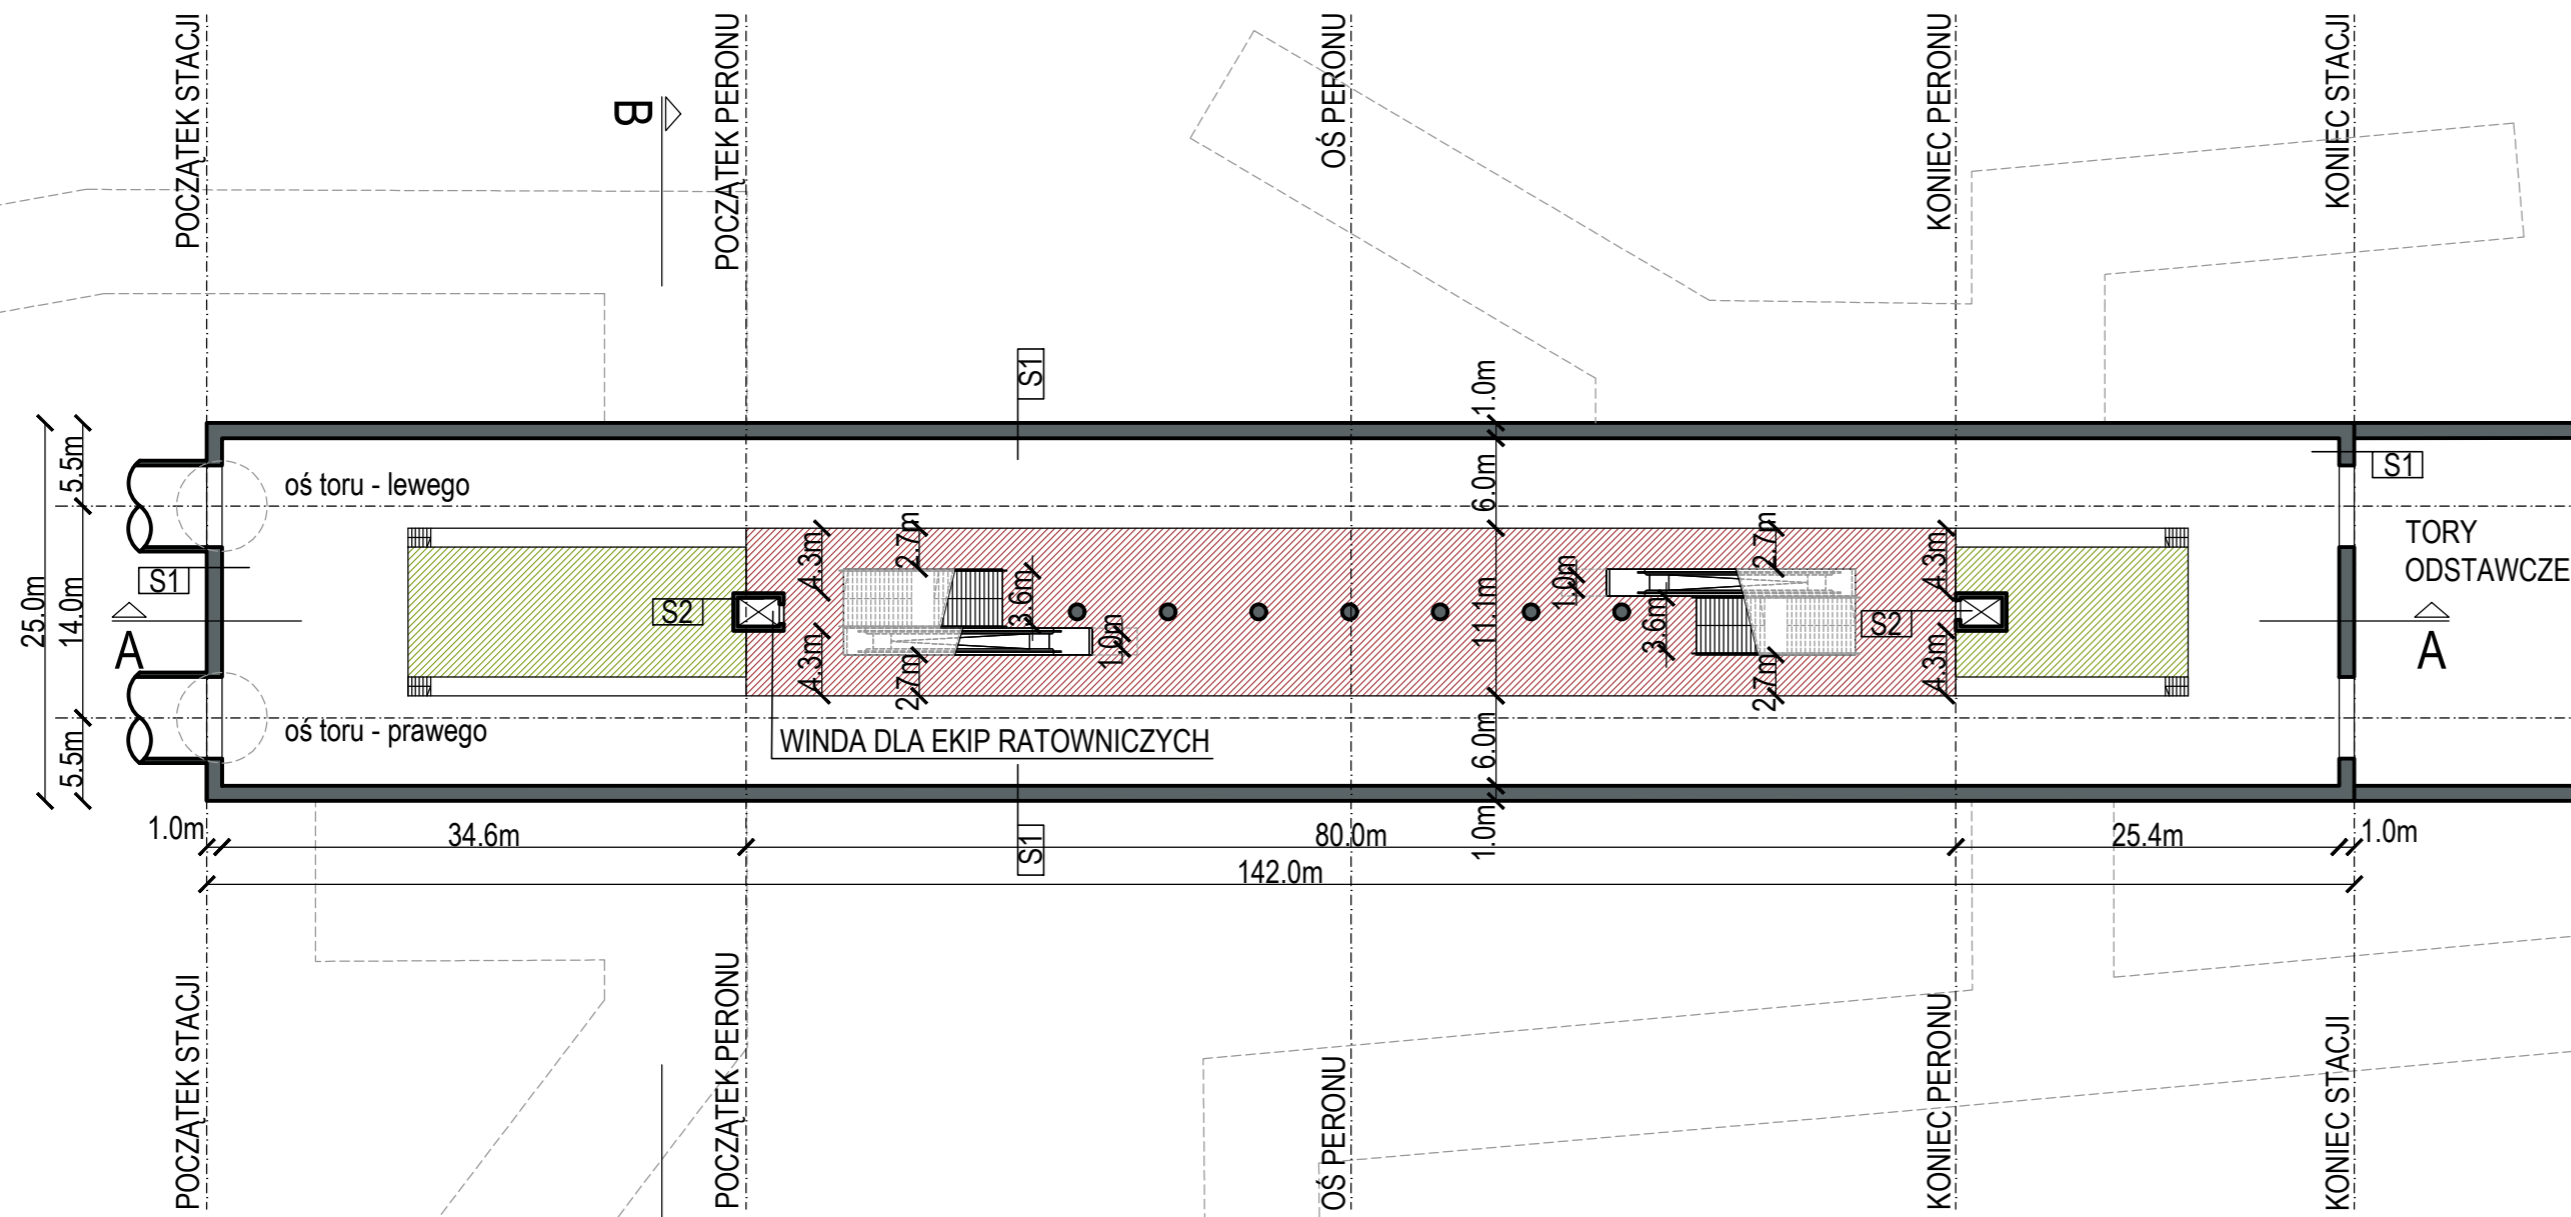 POCZĄTEK STACJI
POCZĄTEK PERONU
OŚ PERONU
KONIEC PERONU
KONIEC STACJI
B
S1
1.0m
5.5m
oś toru - lewego
6.0m
S1
TORY
ODSTAWCZE
4.3m
2.7m
3.6m
1.0m
2.7m
4.3m
S1
25.0m
14.0m
S2
1.0m
11.1m
3.6m
S2
A
A
4.3m
2.7m
2.7m
4.3m
oś toru - prawego
WINDA DLA EKIP RATOWNICZYCH
6.0m
5.5m
1.0m
34.6m
S1
80.0m
1.0m
25.4m
1.0m
142.0m
POCZĄTEK STACJI
POCZĄTEK PERONU
OŚ PERONU
KONIEC PERONU
KONIEC STACJI